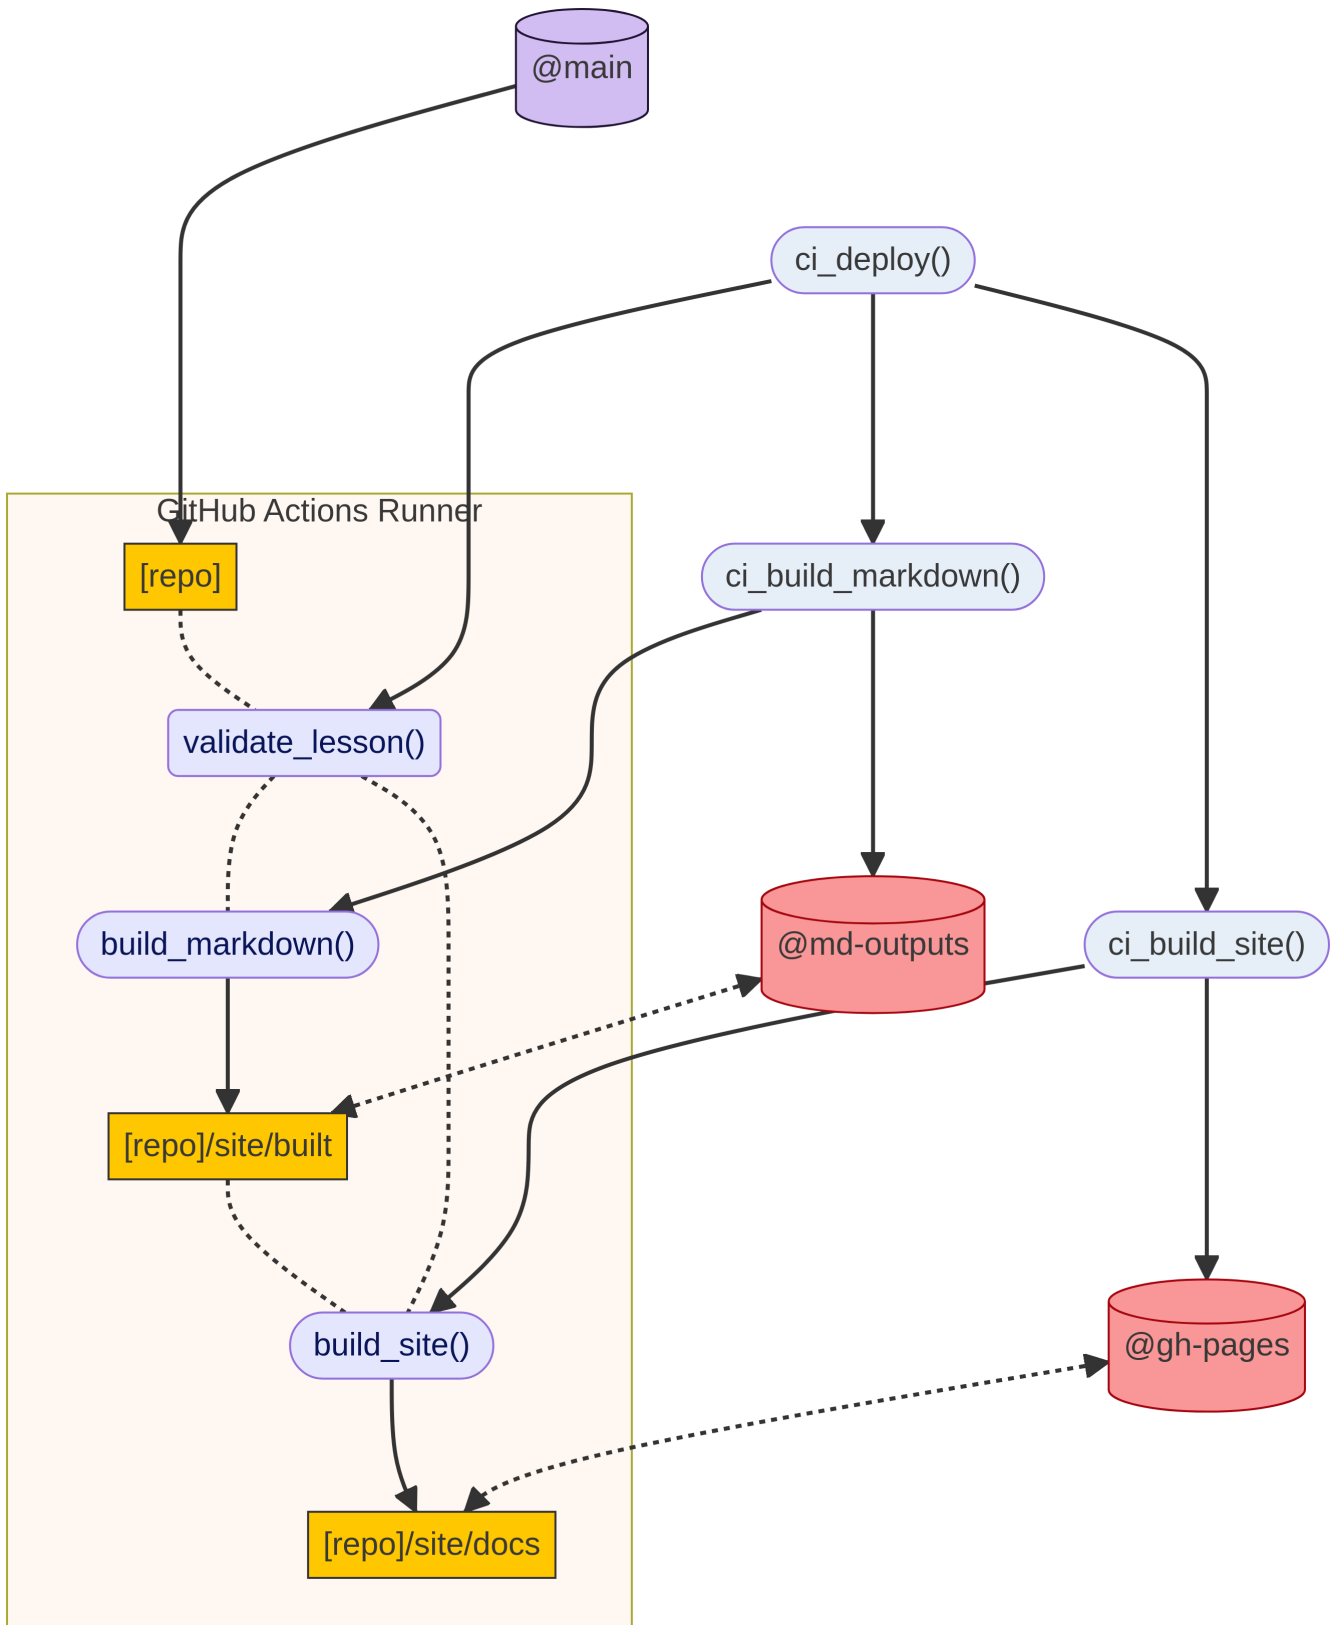 @main
ci_deploy()
GitHub Actions Runner
[repo]
ci_build_markdown()
validate_lesson()
build_markdown()
@md-outputs
ci_build_site()
[repo]/site/built
build_site()
@gh-pages
[repo]/site/docs